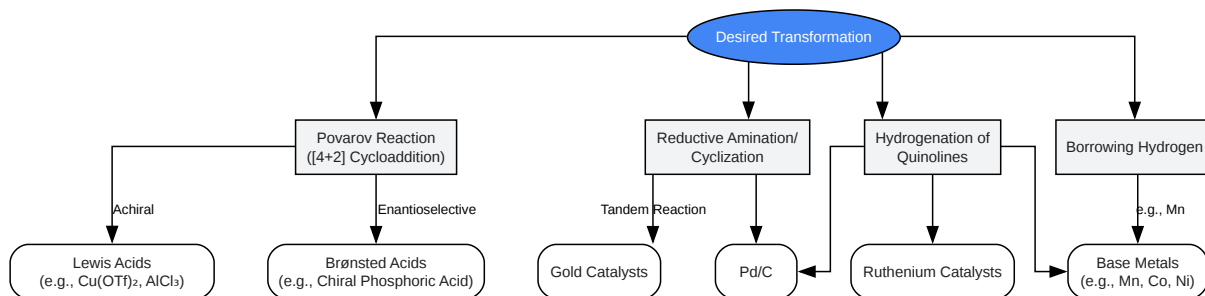 Desired Transformation
Povarov Reaction
([4+2] Cycloaddition)
Reductive Amination/
Cyclization
Hydrogenation of
Quinolines
Borrowing Hydrogen
Achiral
Enantioselective
Tandem Reaction
e.g., Mn
Lewis Acids
(e.g., Cu(OTf)₂, AlCl₃)
Brønsted Acids
(e.g., Chiral Phosphoric Acid)
Gold Catalysts
Pd/C
Ruthenium Catalysts
Base Metals
(e.g., Mn, Co, Ni)